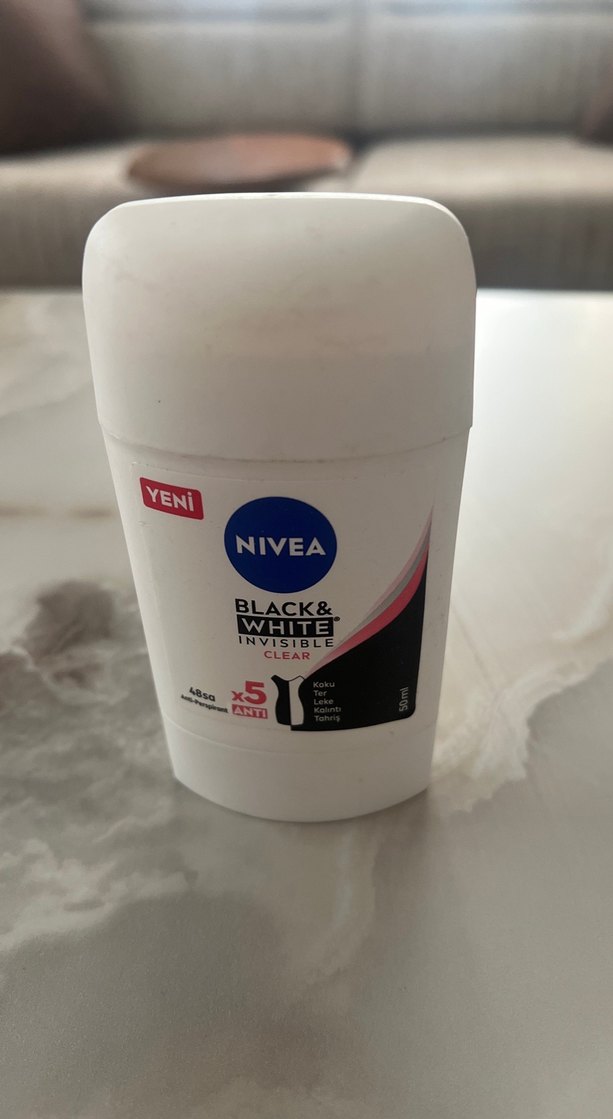 YENİ
NIVEA
BLACK&
WHITE®
INVISIBLE
CLEAR
48sa
Anti-Perspirant
x5
ANTİ
Koku
Ter
Leke
Kalıntı
Tahriş
50ml